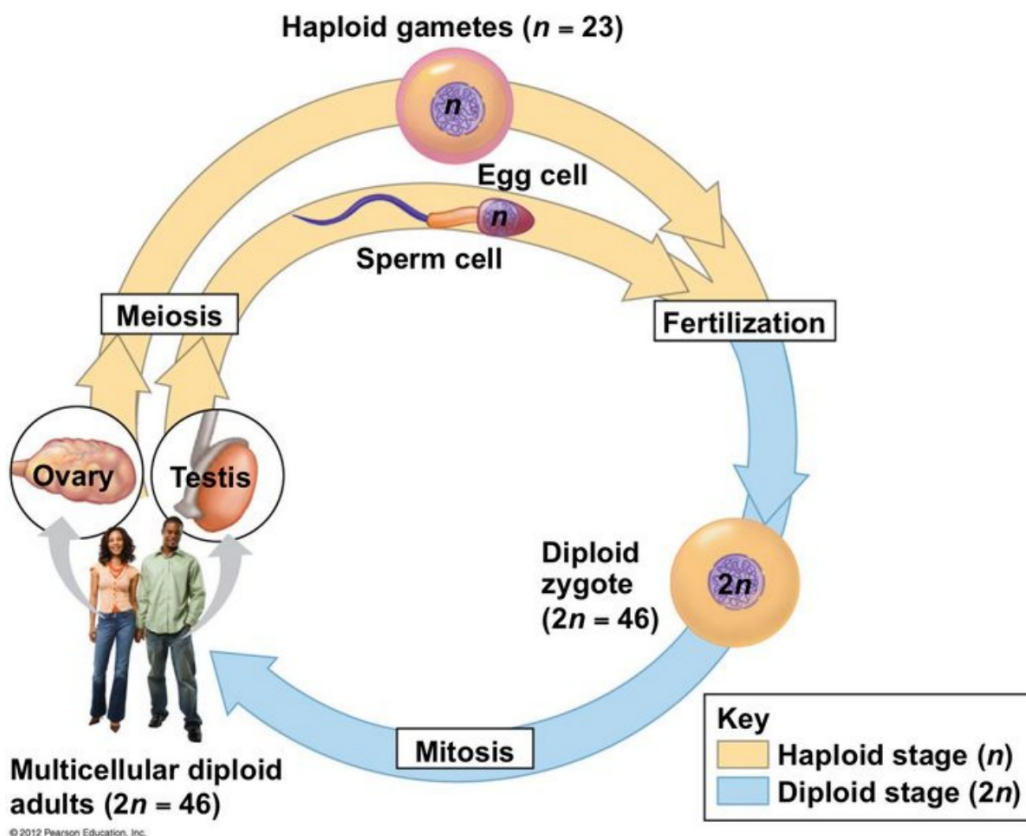 Haploid gametes (n = 23)
n
Egg cell
n
Sperm cell
Meiosis
Fertilization
Ovary
Testis
Diploid
zygote
(2n = 46)
2n
Mitosis
Multicellular diploid
adults (2n = 46)
Key
Haploid stage (n)
Diploid stage (2n)
© 2012 Pearson Education, Inc.